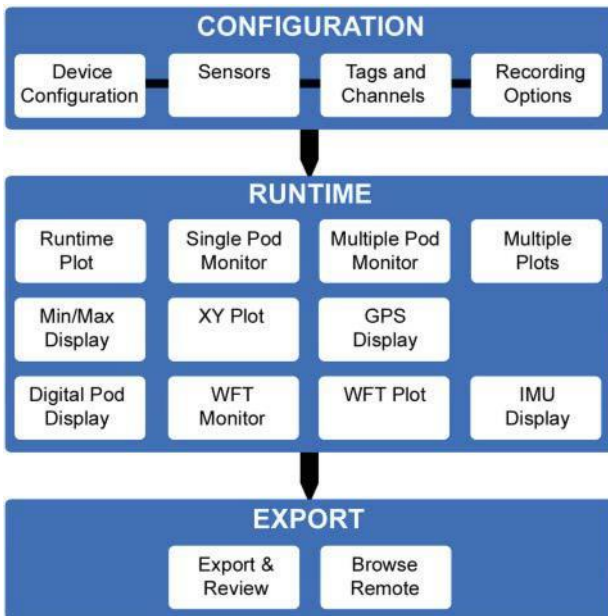 CONFIGURATION
Device
Configuration
Sensors
Tags and
Channels
Recording
Options
RUNTIME
Runtime
Plot
Single Pod
Monitor
Multiple Pod
Monitor
Multiple
Plots
Min/Max
Display
XY Plot
GPS
Display
Digital Pod
Display
WFT
Monitor
WFT Plot
IMU
Display
EXPORT
Export &
Review
Browse
Remote